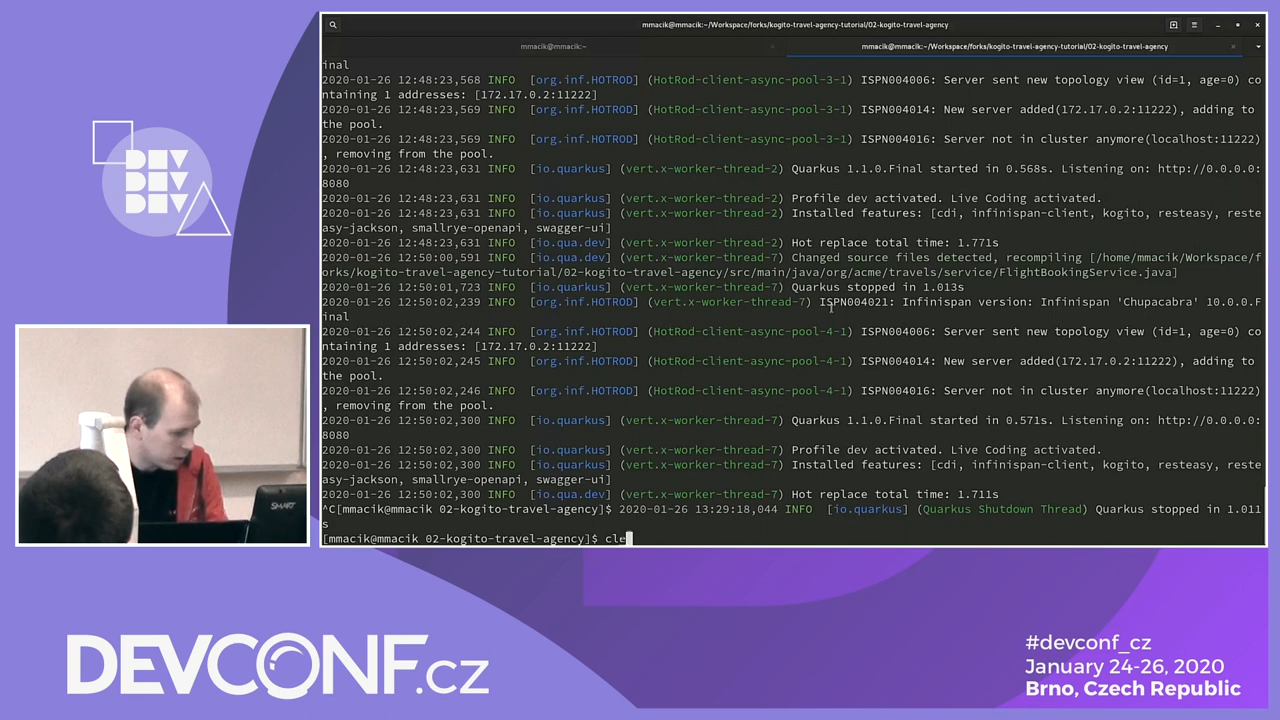 mmacik@mmacik:~/Workspace/forks/kogito-travel-agency-tutorial/02-kogito-travel-agency
mmacik@mmacik:~
mmacik@mmacik:~/Workspace/forks/kogito-travel-agency-tutorial/02-kogito-travel-agency
inal
2020-01-26 12:48:23,568 INFO  [org.inf.HOTROD] (HotRod-client-async-pool-3-1) ISPN004006: Server sent new topology view (id=1, age=0) co
ntaining 1 addresses: [172.17.0.2:11222]
2020-01-26 12:48:23,569 INFO  [org.inf.HOTROD] (HotRod-client-async-pool-3-1) ISPN004014: New server added(172.17.0.2:11222), adding to
the pool.
2020-01-26 12:48:23,569 INFO  [org.inf.HOTROD] (HotRod-client-async-pool-3-1) ISPN004016: Server not in cluster anymore(localhost:11222)
, removing from the pool.
2020-01-26 12:48:23,631 INFO  [io.quarkus] (vert.x-worker-thread-2) Quarkus 1.1.0.Final started in 0.568s. Listening on: http://0.0.0.0:
8080
2020-01-26 12:48:23,631 INFO  [io.quarkus] (vert.x-worker-thread-2) Profile dev activated. Live Coding activated.
2020-01-26 12:48:23,631 INFO  [io.quarkus] (vert.x-worker-thread-2) Installed features: [cdi, infinispan-client, kogito, resteasy, reste
asy-jackson, smallrye-openapi, swagger-ui]
2020-01-26 12:48:23,631 INFO  [io.qua.dev] (vert.x-worker-thread-2) Hot replace total time: 1.771s
2020-01-26 12:50:00,591 INFO  [io.qua.dev] (vert.x-worker-thread-7) Changed source files detected, recompiling [/home/mmacik/Workspace/f
orks/kogito-travel-agency-tutorial/02-kogito-travel-agency/src/main/java/org/acme/travels/service/FlightBookingService.java]
2020-01-26 12:50:01,723 INFO  [io.quarkus] (vert.x-worker-thread-7) Quarkus stopped in 1.013s
2020-01-26 12:50:02,239 INFO  [org.inf.HOTROD] (vert.x-worker-thread-7) ISPN004021: Infinispan version: Infinispan 'Chupacabra' 10.0.0.F
inal
2020-01-26 12:50:02,244 INFO  [org.inf.HOTROD] (HotRod-client-async-pool-4-1) ISPN004006: Server sent new topology view (id=1, age=0) co
ntaining 1 addresses: [172.17.0.2:11222]
2020-01-26 12:50:02,245 INFO  [org.inf.HOTROD] (HotRod-client-async-pool-4-1) ISPN004014: New server added(172.17.0.2:11222), adding to
the pool.
2020-01-26 12:50:02,246 INFO  [org.inf.HOTROD] (HotRod-client-async-pool-4-1) ISPN004016: Server not in cluster anymore(localhost:11222)
, removing from the pool.
2020-01-26 12:50:02,300 INFO  [io.quarkus] (vert.x-worker-thread-7) Quarkus 1.1.0.Final started in 0.571s. Listening on: http://0.0.0.0:
8080
2020-01-26 12:50:02,300 INFO  [io.quarkus] (vert.x-worker-thread-7) Profile dev activated. Live Coding activated.
2020-01-26 12:50:02,300 INFO  [io.quarkus] (vert.x-worker-thread-7) Installed features: [cdi, infinispan-client, kogito, resteasy, reste
asy-jackson, smallrye-openapi, swagger-ui]
2020-01-26 12:50:02,300 INFO  [io.qua.dev] (vert.x-worker-thread-7) Hot replace total time: 1.711s
^C[mmacik@mmacik 02-kogito-travel-agency]$ 2020-01-26 13:29:18,044 INFO  [io.quarkus] (Quarkus Shutdown Thread) Quarkus stopped in 1.011
s
[mmacik@mmacik 02-kogito-travel-agency]$ cle
DEV
DEV
DEV
SMART
DEVCONF.cz
#devconf_cz
January 24-26, 2020
Brno, Czech Republic